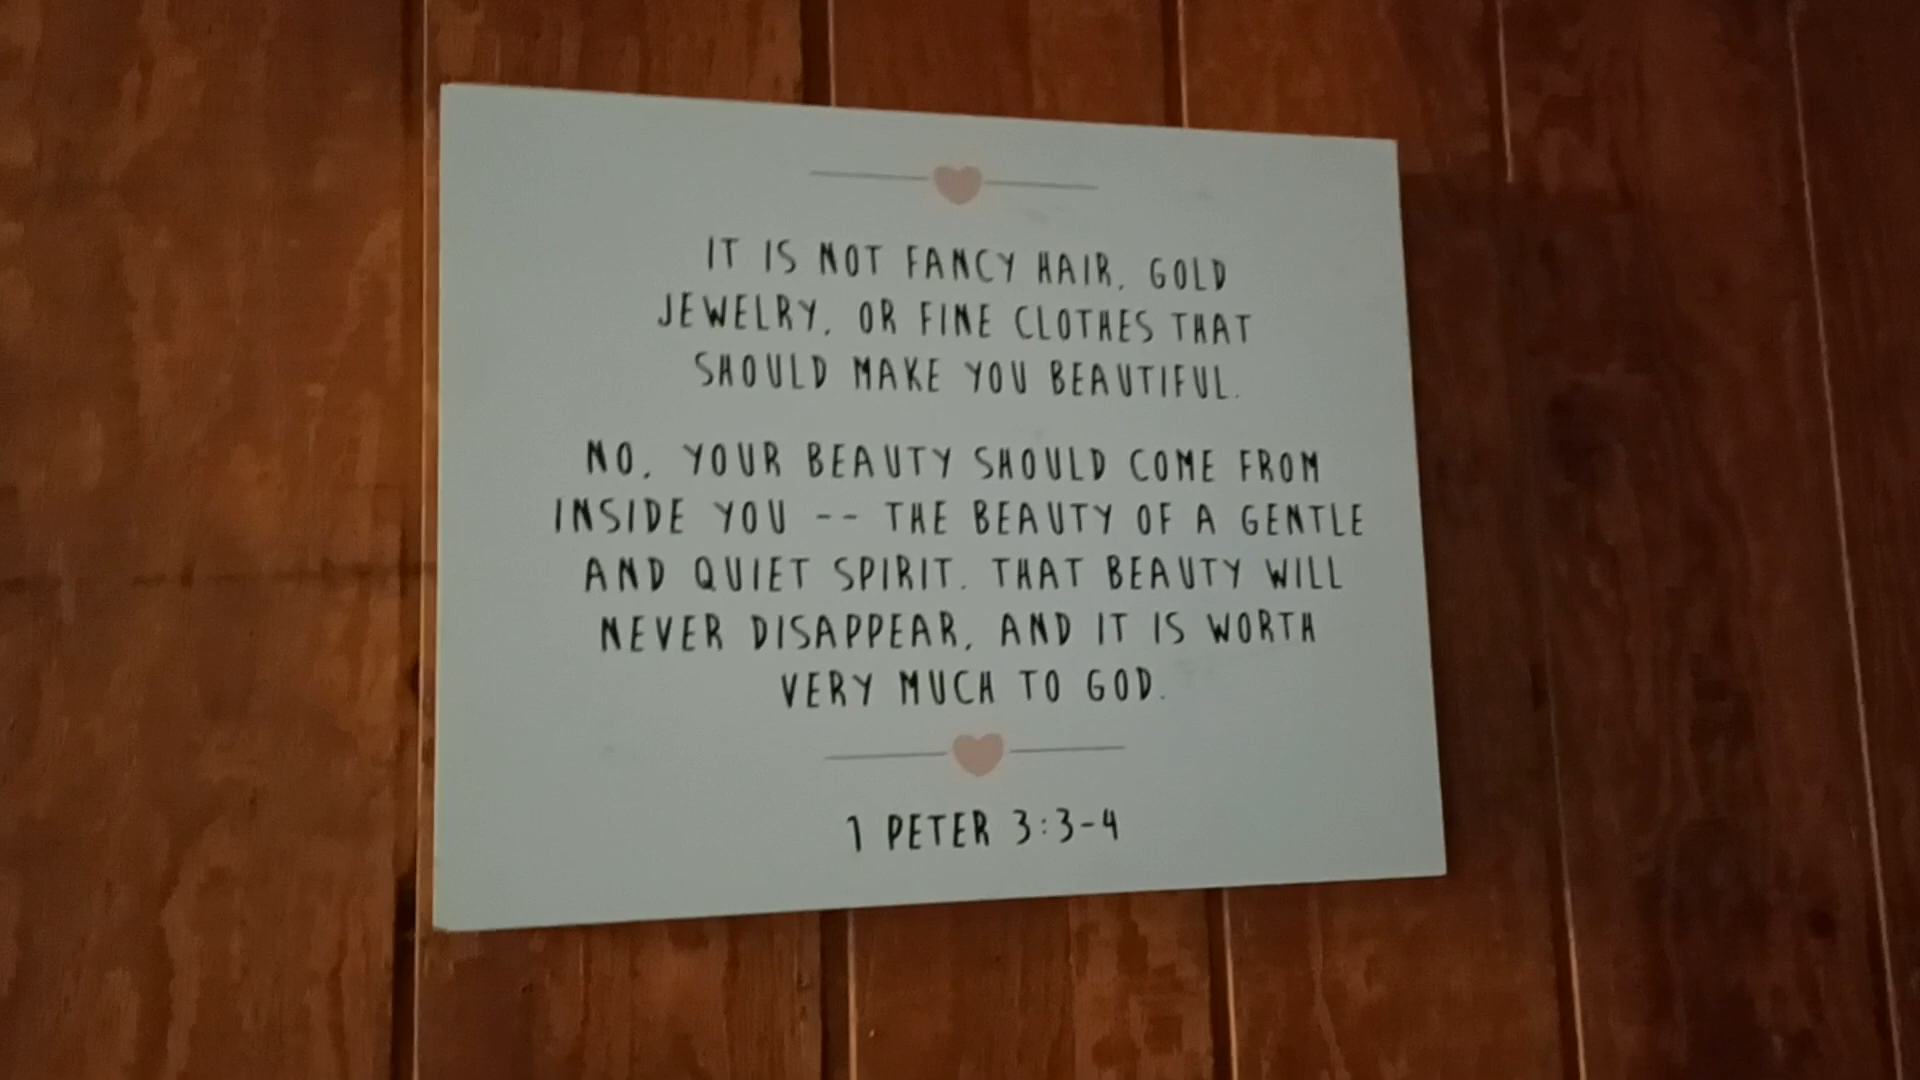 IT IS NOT FANCY HAIR, GOLD
JEWELRY, OR FINE CLOTHES THAT
SHOULD MAKE YOU BEAUTIFUL.
NO, YOUR BEAUTY SHOULD COME FROM
INSIDE YOU -- THE BEAUTY OF A GENTLE
AND QUIET SPIRIT. THAT BEAUTY WILL
NEVER DISAPPEAR, AND IT IS WORTH
VERY MUCH TO GOD.
1 PETER 3:3-4